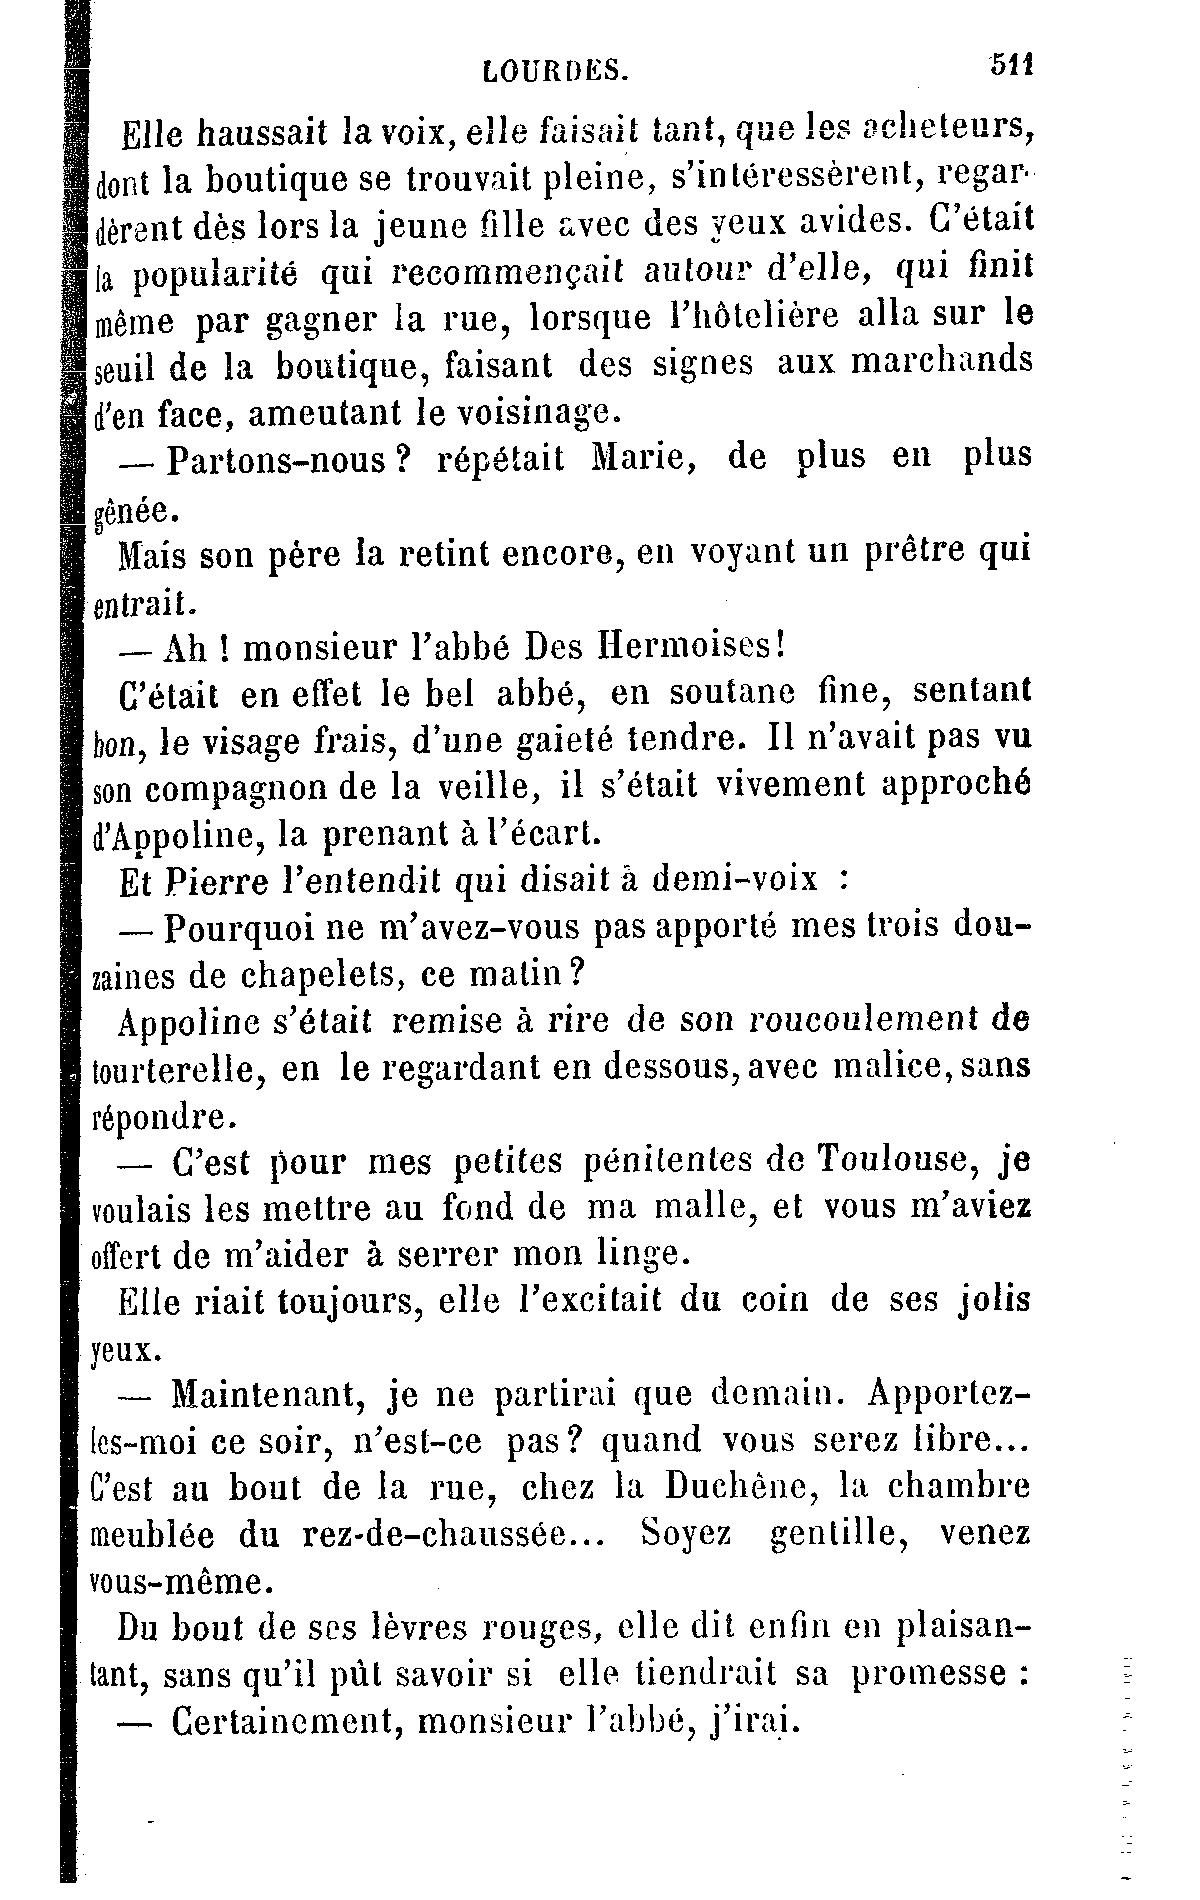 LOURDES. 511
Elle haussait la voix, elle faisait tant, que les acheteurs,
dont la boutique se trouvait pleine, s'intéressèrent, regar-
dèrent dès lors la jeune fille avec des yeux avides. C'était
la popularité qui recommençait autour d'elle, qui finit
même par gagner la rue, lorsque l'hôtelière alla sur le
seuil de la boutique, faisant des signes aux marchands
d'en face, ameutant le voisinage.
— Partons-nous ? répétait Marie, de plus en plus
gênée.
Mais son père la retint encore, en voyant un prêtre qui
entrait.
— Ah ! monsieur l'abbé Des Hermoises !
C'était en effet le bel abbé, en soutane fine, sentant
bon, le visage frais, d'une gaieté tendre. Il n'avait pas vu
son compagnon de la veille, il s'était vivement approché
d'Appoline, la prenant à l'écart.
Et Pierre l'entendit qui disait à demi-voix :
— Pourquoi ne m'avez-vous pas apporté mes trois dou-
zaines de chapelets, ce matin ?
Appoline s'était remise à rire de son roucoulement de
tourterelle, en le regardant en dessous, avec malice, sans
répondre.
— C'est pour mes petites pénitentes de Toulouse, je
voulais les mettre au fond de ma malle, et vous m'aviez
offert de m'aider à serrer mon linge.
Elle riait toujours, elle l'excitait du coin de ses jolis
yeux.
— Maintenant, je ne partirai que demain. Apportez-
les-moi ce soir, n'est-ce pas ? quand vous serez libre...
C'est au bout de la rue, chez la Duchêne, la chambre
meublée du rez-de-chaussée... Soyez gentille, venez
vous-même.
Du bout de ses lèvres rouges, elle dit enfin en plaisan-
tant, sans qu'il pût savoir si elle tiendrait sa promesse :
— Certainement, monsieur l'abbé, j'irai.